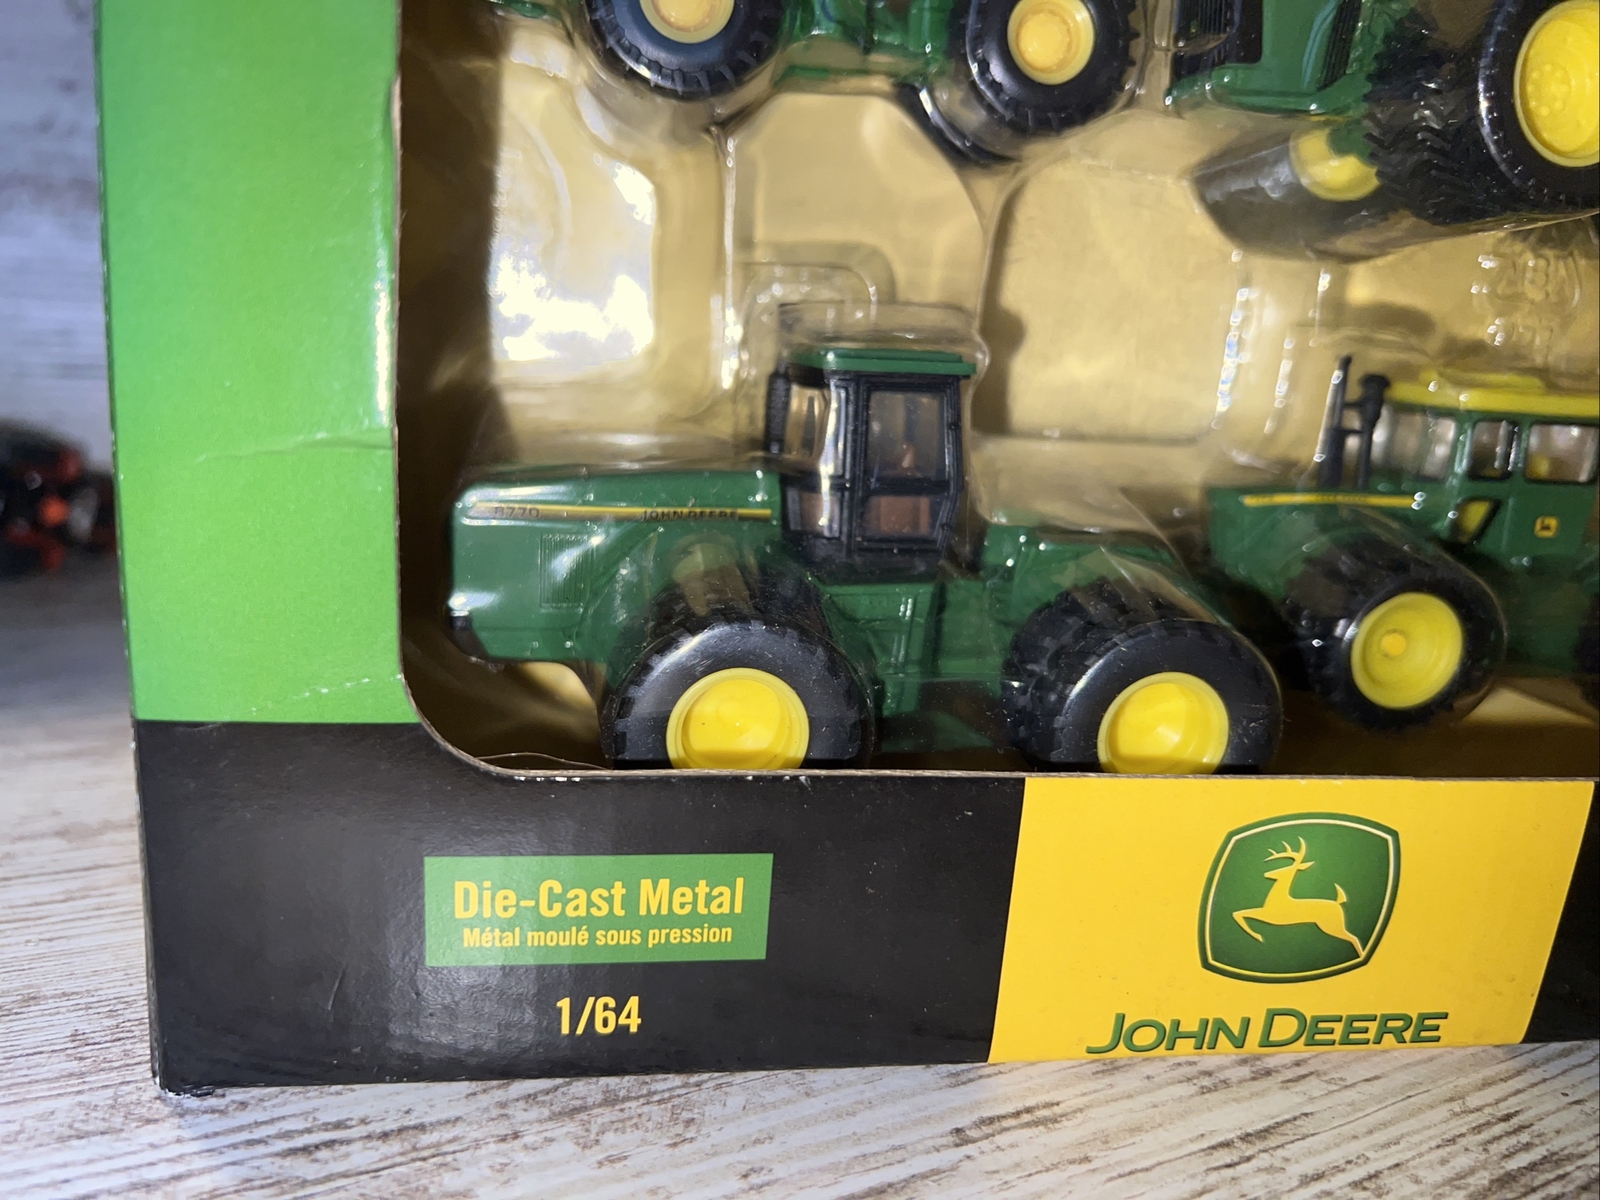 8770 JOHN DEERE
Die-Cast Metal
Métal moulé sous pression
1/64
JOHN DEERE